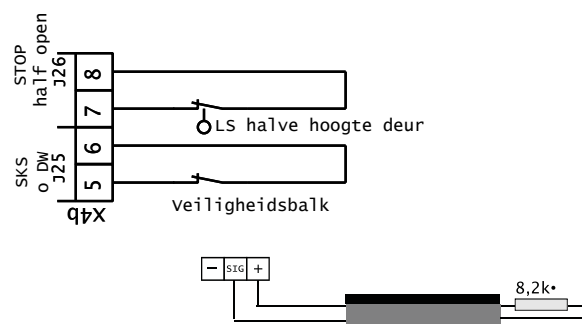 STOP
half open
J26
8
7
LS halve hoogte deur
SKS
o DW
J25
6
5
Veiligheidsbalk
X4b
− SIG +
8,2k•